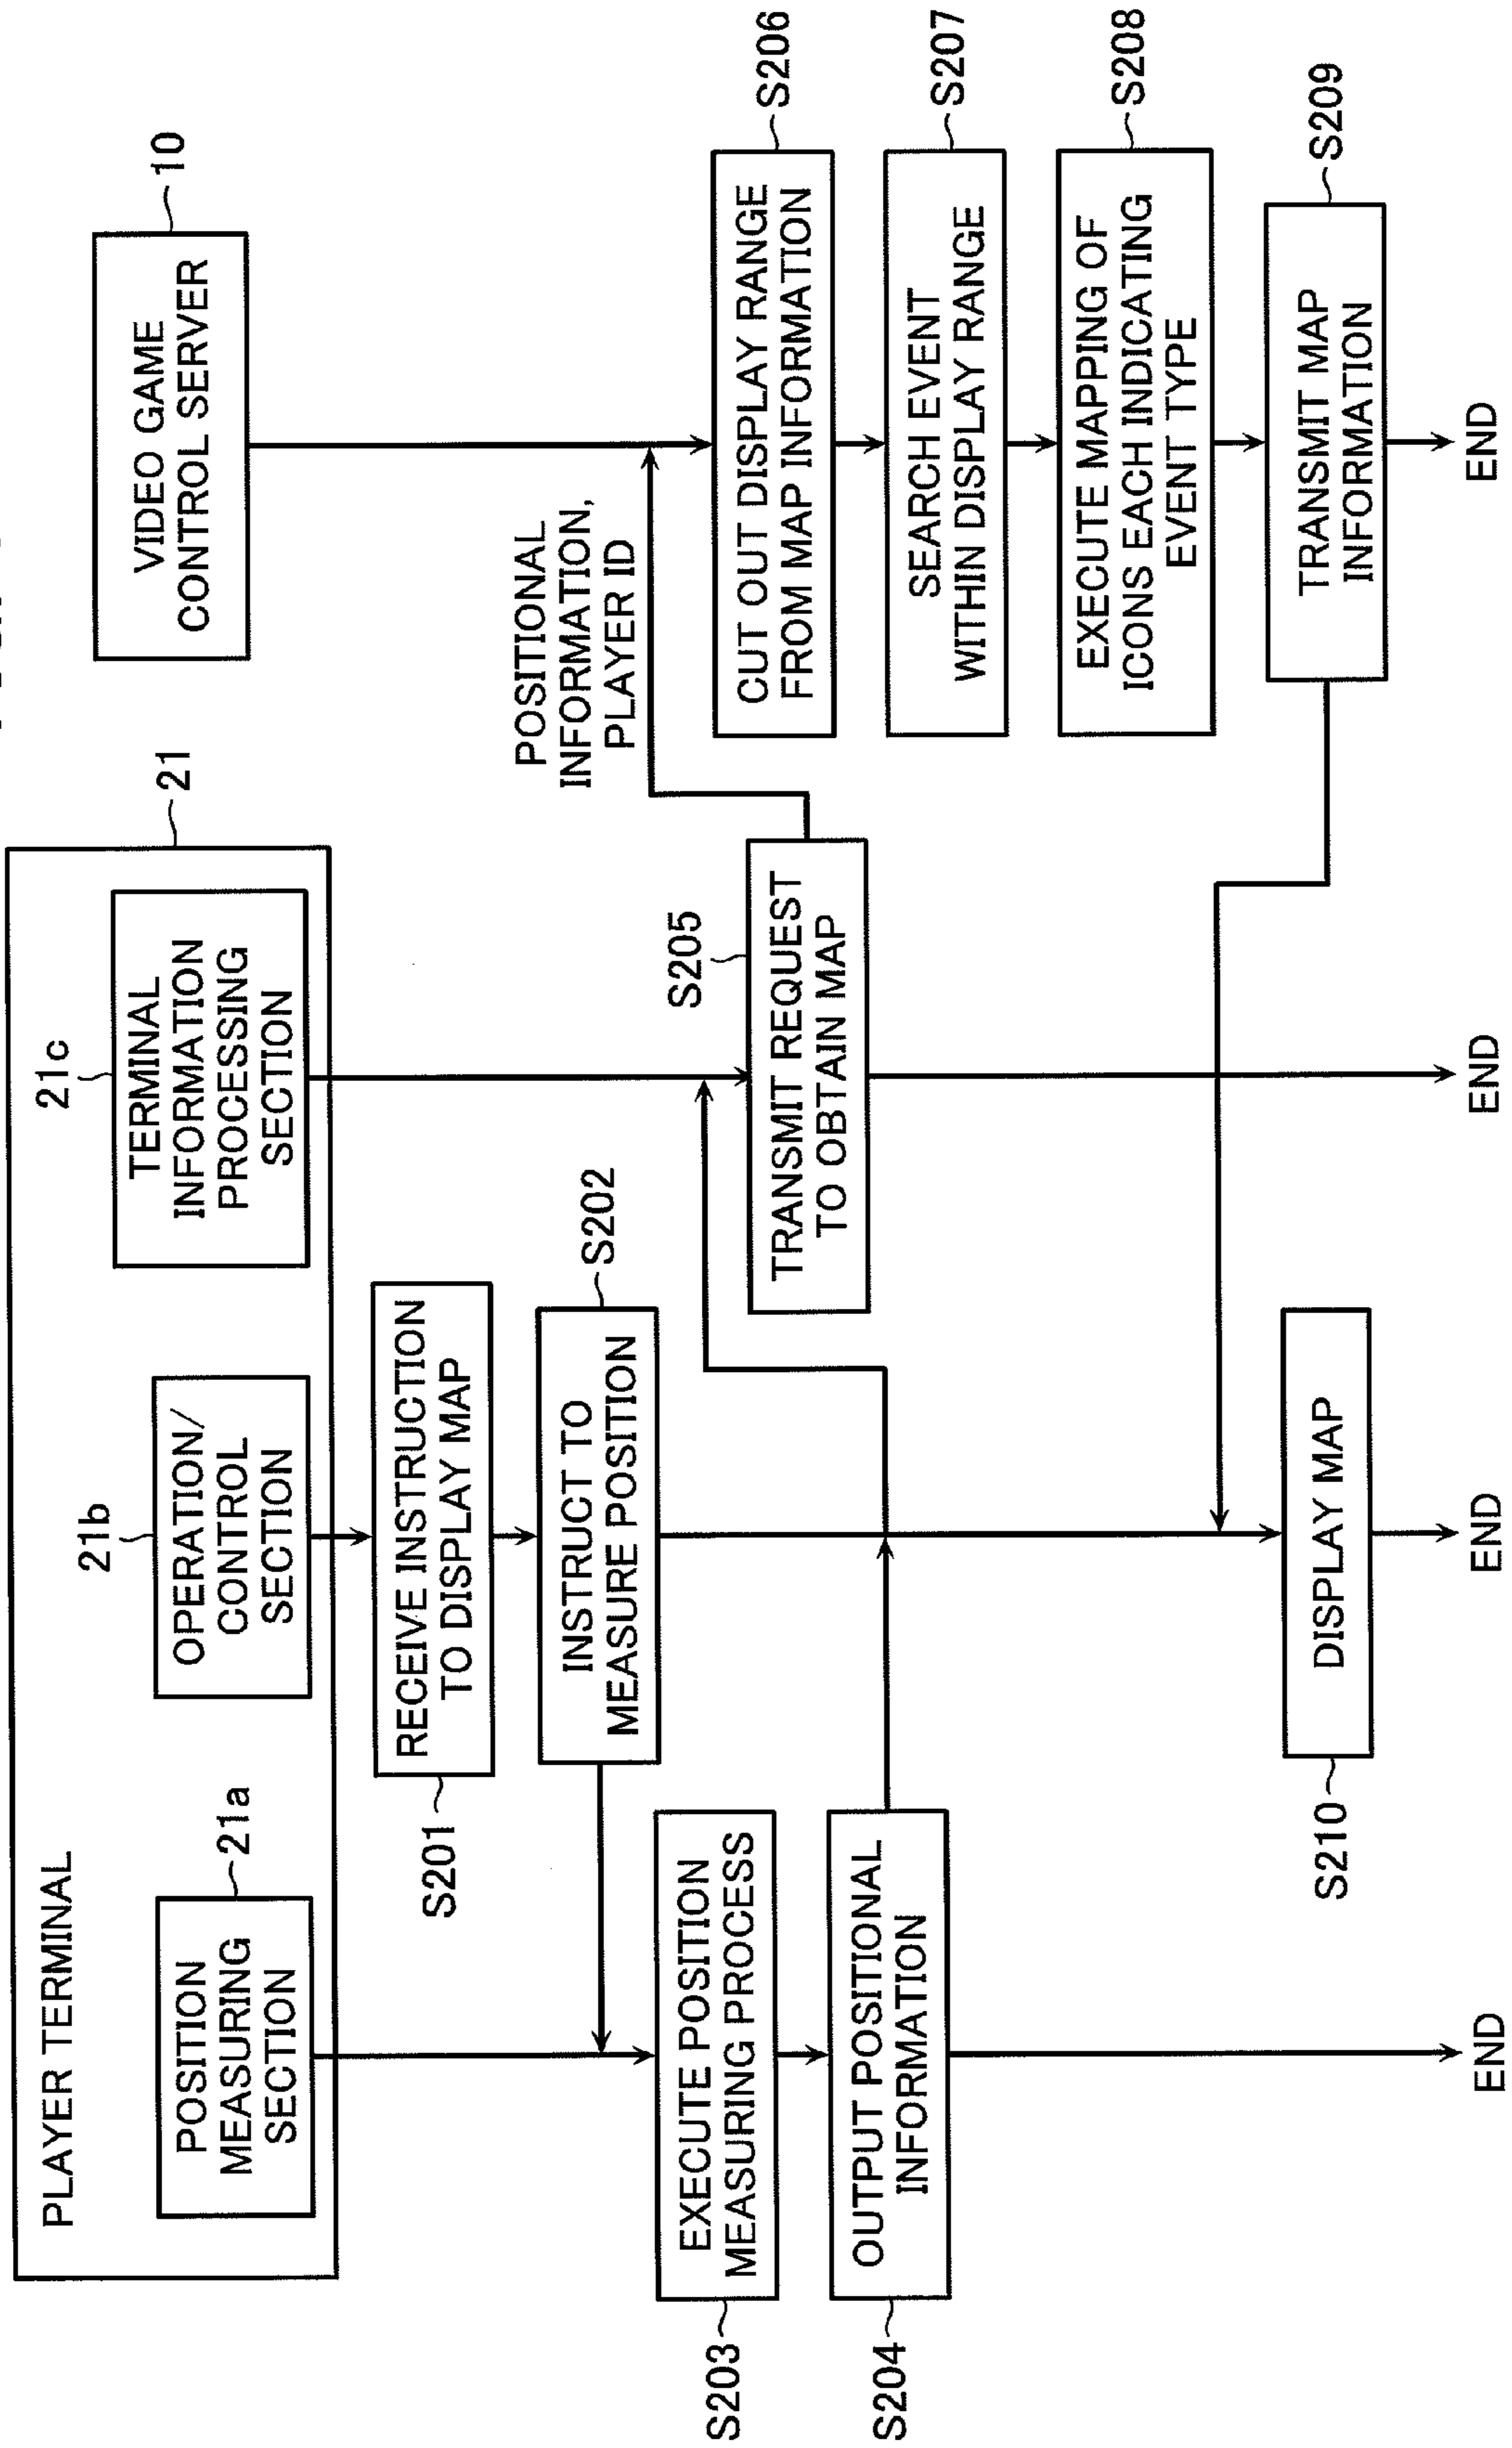 PLAYER TERMINAL
21
POSITION
MEASURING
SECTION
21a
21b
OPERATION/
CONTROL
SECTION
21c
TERMINAL
INFORMATION
PROCESSING
SECTION
VIDEO GAME
CONTROL SERVER
10
RECEIVE INSTRUCTION
TO DISPLAY MAP
S201
INSTRUCT TO
MEASURE POSITION
S202
EXECUTE POSITION
MEASURING PROCESS
S203
OUTPUT POSITIONAL
INFORMATION
S204
S205
TRANSMIT REQUEST
TO OBTAIN MAP
POSITIONAL
INFORMATION,
PLAYER ID
CUT OUT DISPLAY RANGE
FROM MAP INFORMATION
S206
SEARCH EVENT
WITHIN DISPLAY RANGE
S207
EXECUTE MAPPING OF
ICONS EACH INDICATING
EVENT TYPE
S208
TRANSMIT MAP
INFORMATION
S209
DISPLAY MAP
S210
END
END
END
END